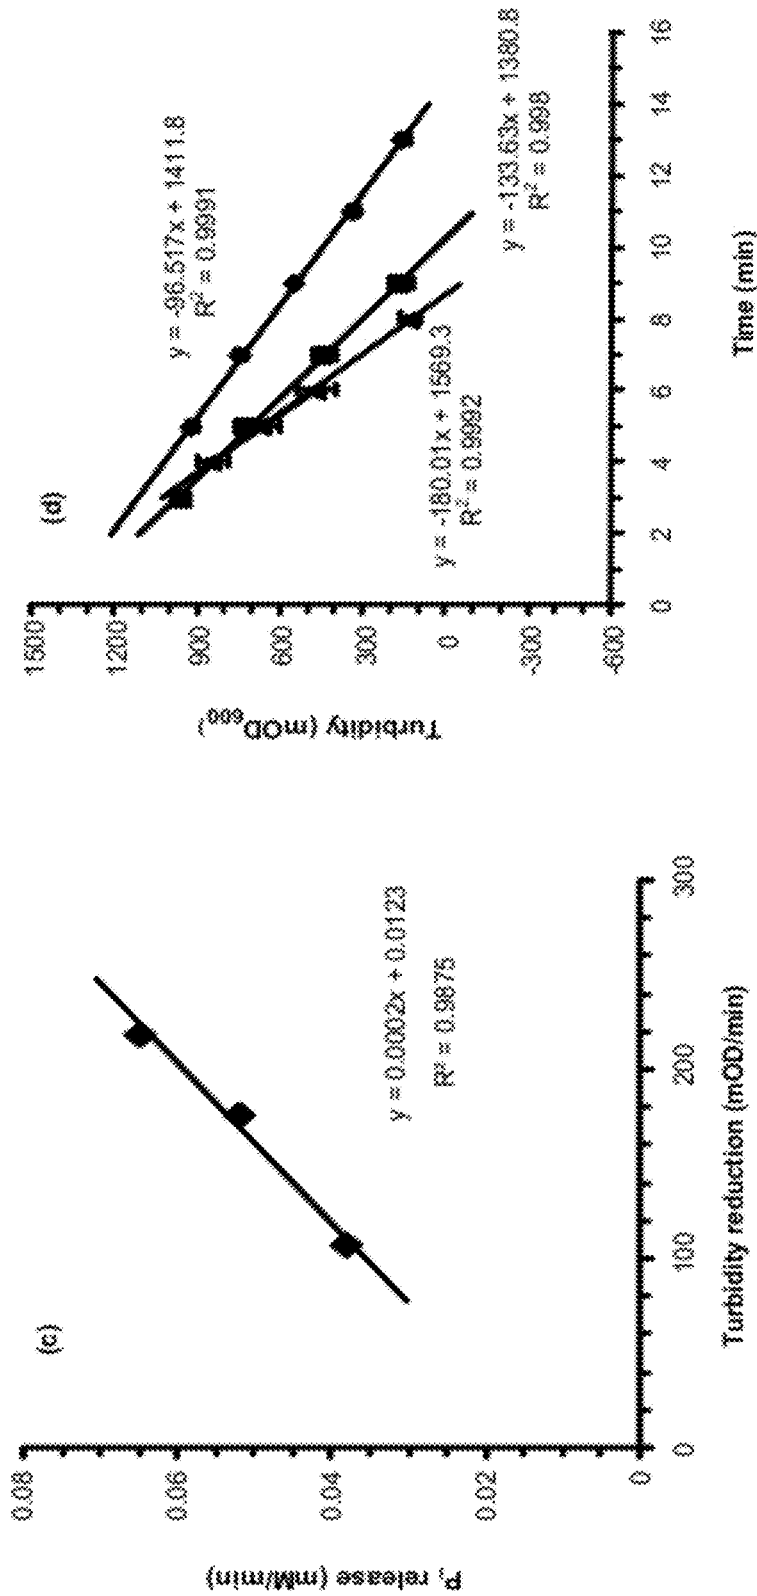 (c)
0.08
0.06
0.04
0.02
0
P, release (mM/min)
y = 0.0002x + 0.0123
R² = 0.9875
0
100
200
300
Turbidity reduction (mOD/min)
(d)
1500
1200
900
600
300
0
-300
-600
Turbidity (mOD₆₀₀)
y = -96.517x + 1411.8
R² = 0.9991
y = -180.01x + 1569.3
R² = 0.9992
y = -133.63x + 1380.8
R² = 0.998
0
2
4
6
8
10
12
14
16
Time (min)